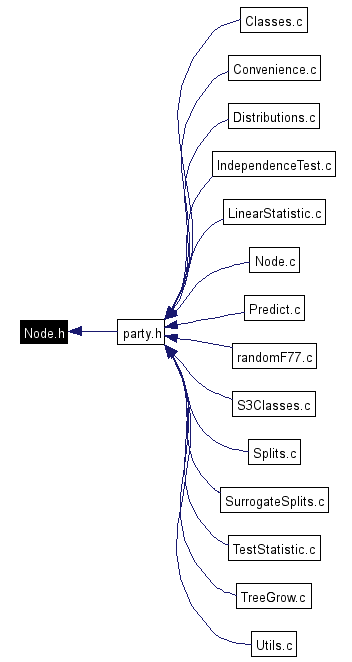 Classes.c
Convenience.c
Distributions.c
IndependenceTest.c
LinearStatistic.c
Node.c
Predict.c
Node.h
party.h
randomF77.c
S3Classes.c
Splits.c
SurrogateSplits.c
TestStatistic.c
TreeGrow.c
Utils.c